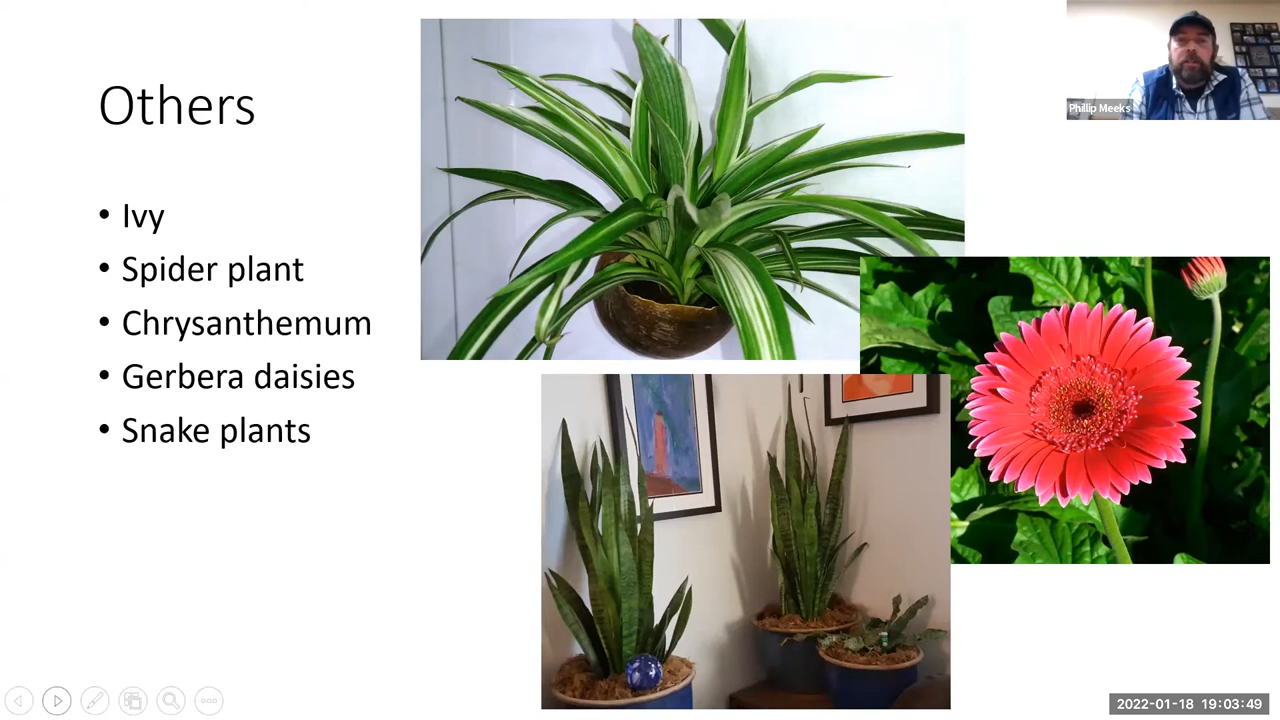 Others
• Ivy
• Spider plant
• Chrysanthemum
• Gerbera daisies
• Snake plants
Phillip Meeks
2022-01-18 19:03:49